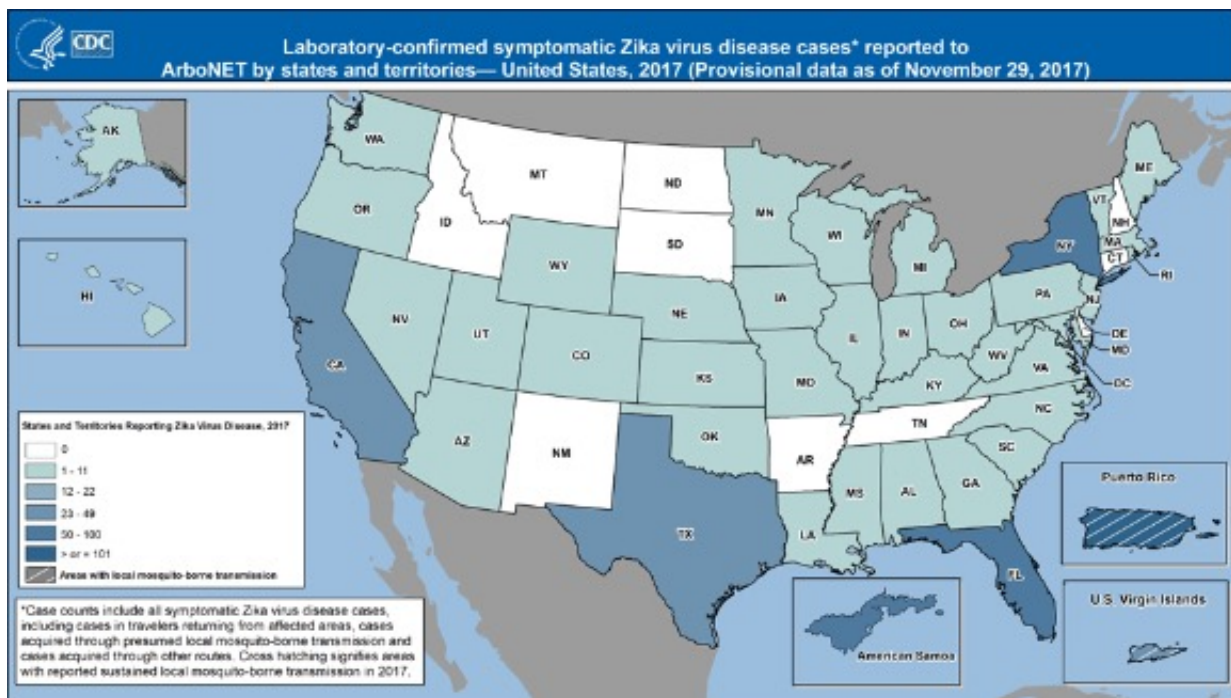 CDC
Laboratory-confirmed symptomatic Zika virus disease cases* reported to
ArboNET by states and territories— United States, 2017 (Provisional data as of November 29, 2017)
AK
HI
WA
OR
CA
NV
ID
MT
WY
UT
AZ
CO
NM
ND
SD
NE
KS
OK
TX
MN
IA
MO
AR
LA
WI
IL
MI
IN
OH
KY
TN
MS
AL
GA
FL
SC
NC
VA
WV
PA
NY
VT
NH
ME
MA
CT
RI
NJ
DE
MD
DC
States and Territories Reporting Zika Virus Disease, 2017
0
1 - 11
12 - 22
23 - 49
50 - 100
> or = 101
Areas with local mosquito-borne transmission
*Case counts include all symptomatic Zika virus disease cases,
including cases in travelers returning from affected areas, cases
acquired through presumed local mosquito-borne transmission and
cases acquired through other routes. Cross hatching signifies areas
with reported sustained local mosquito-borne transmission in 2017.
American Samoa
Puerto Rico
U.S. Virgin Islands